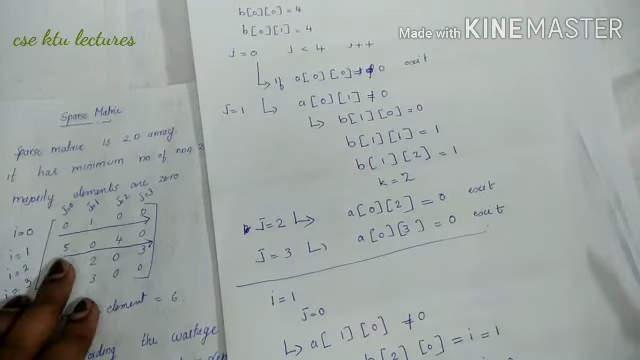 cse ktu lectures
Made with KINEMASTER
Sparse Matrix
Sparse matrix is 2D array.
If has minimum no of non z
majority elements are zero
j=0 j=1 j=2 j=3
i=0 0 1 0 0
i=1 5 0 4 0
i=2 2 0 3
i=3 3 0 0
element = 6
the wastage
b[0][0]=4
b[0][1]=4
j=0 j<4 j++
↳ if a[0][0]≠0 exit
J=1 ↳ a[0][1]≠0
↳ b[1][0]=0
b[1][1]=1
b[1][2]=1
k=2
J=2 ↳ a[0][2]=0 exit
J=3 ↳ a[0][3]=0 exit
i=1
J=0
↳ a[1][0]≠0
b[2][0]=i=1